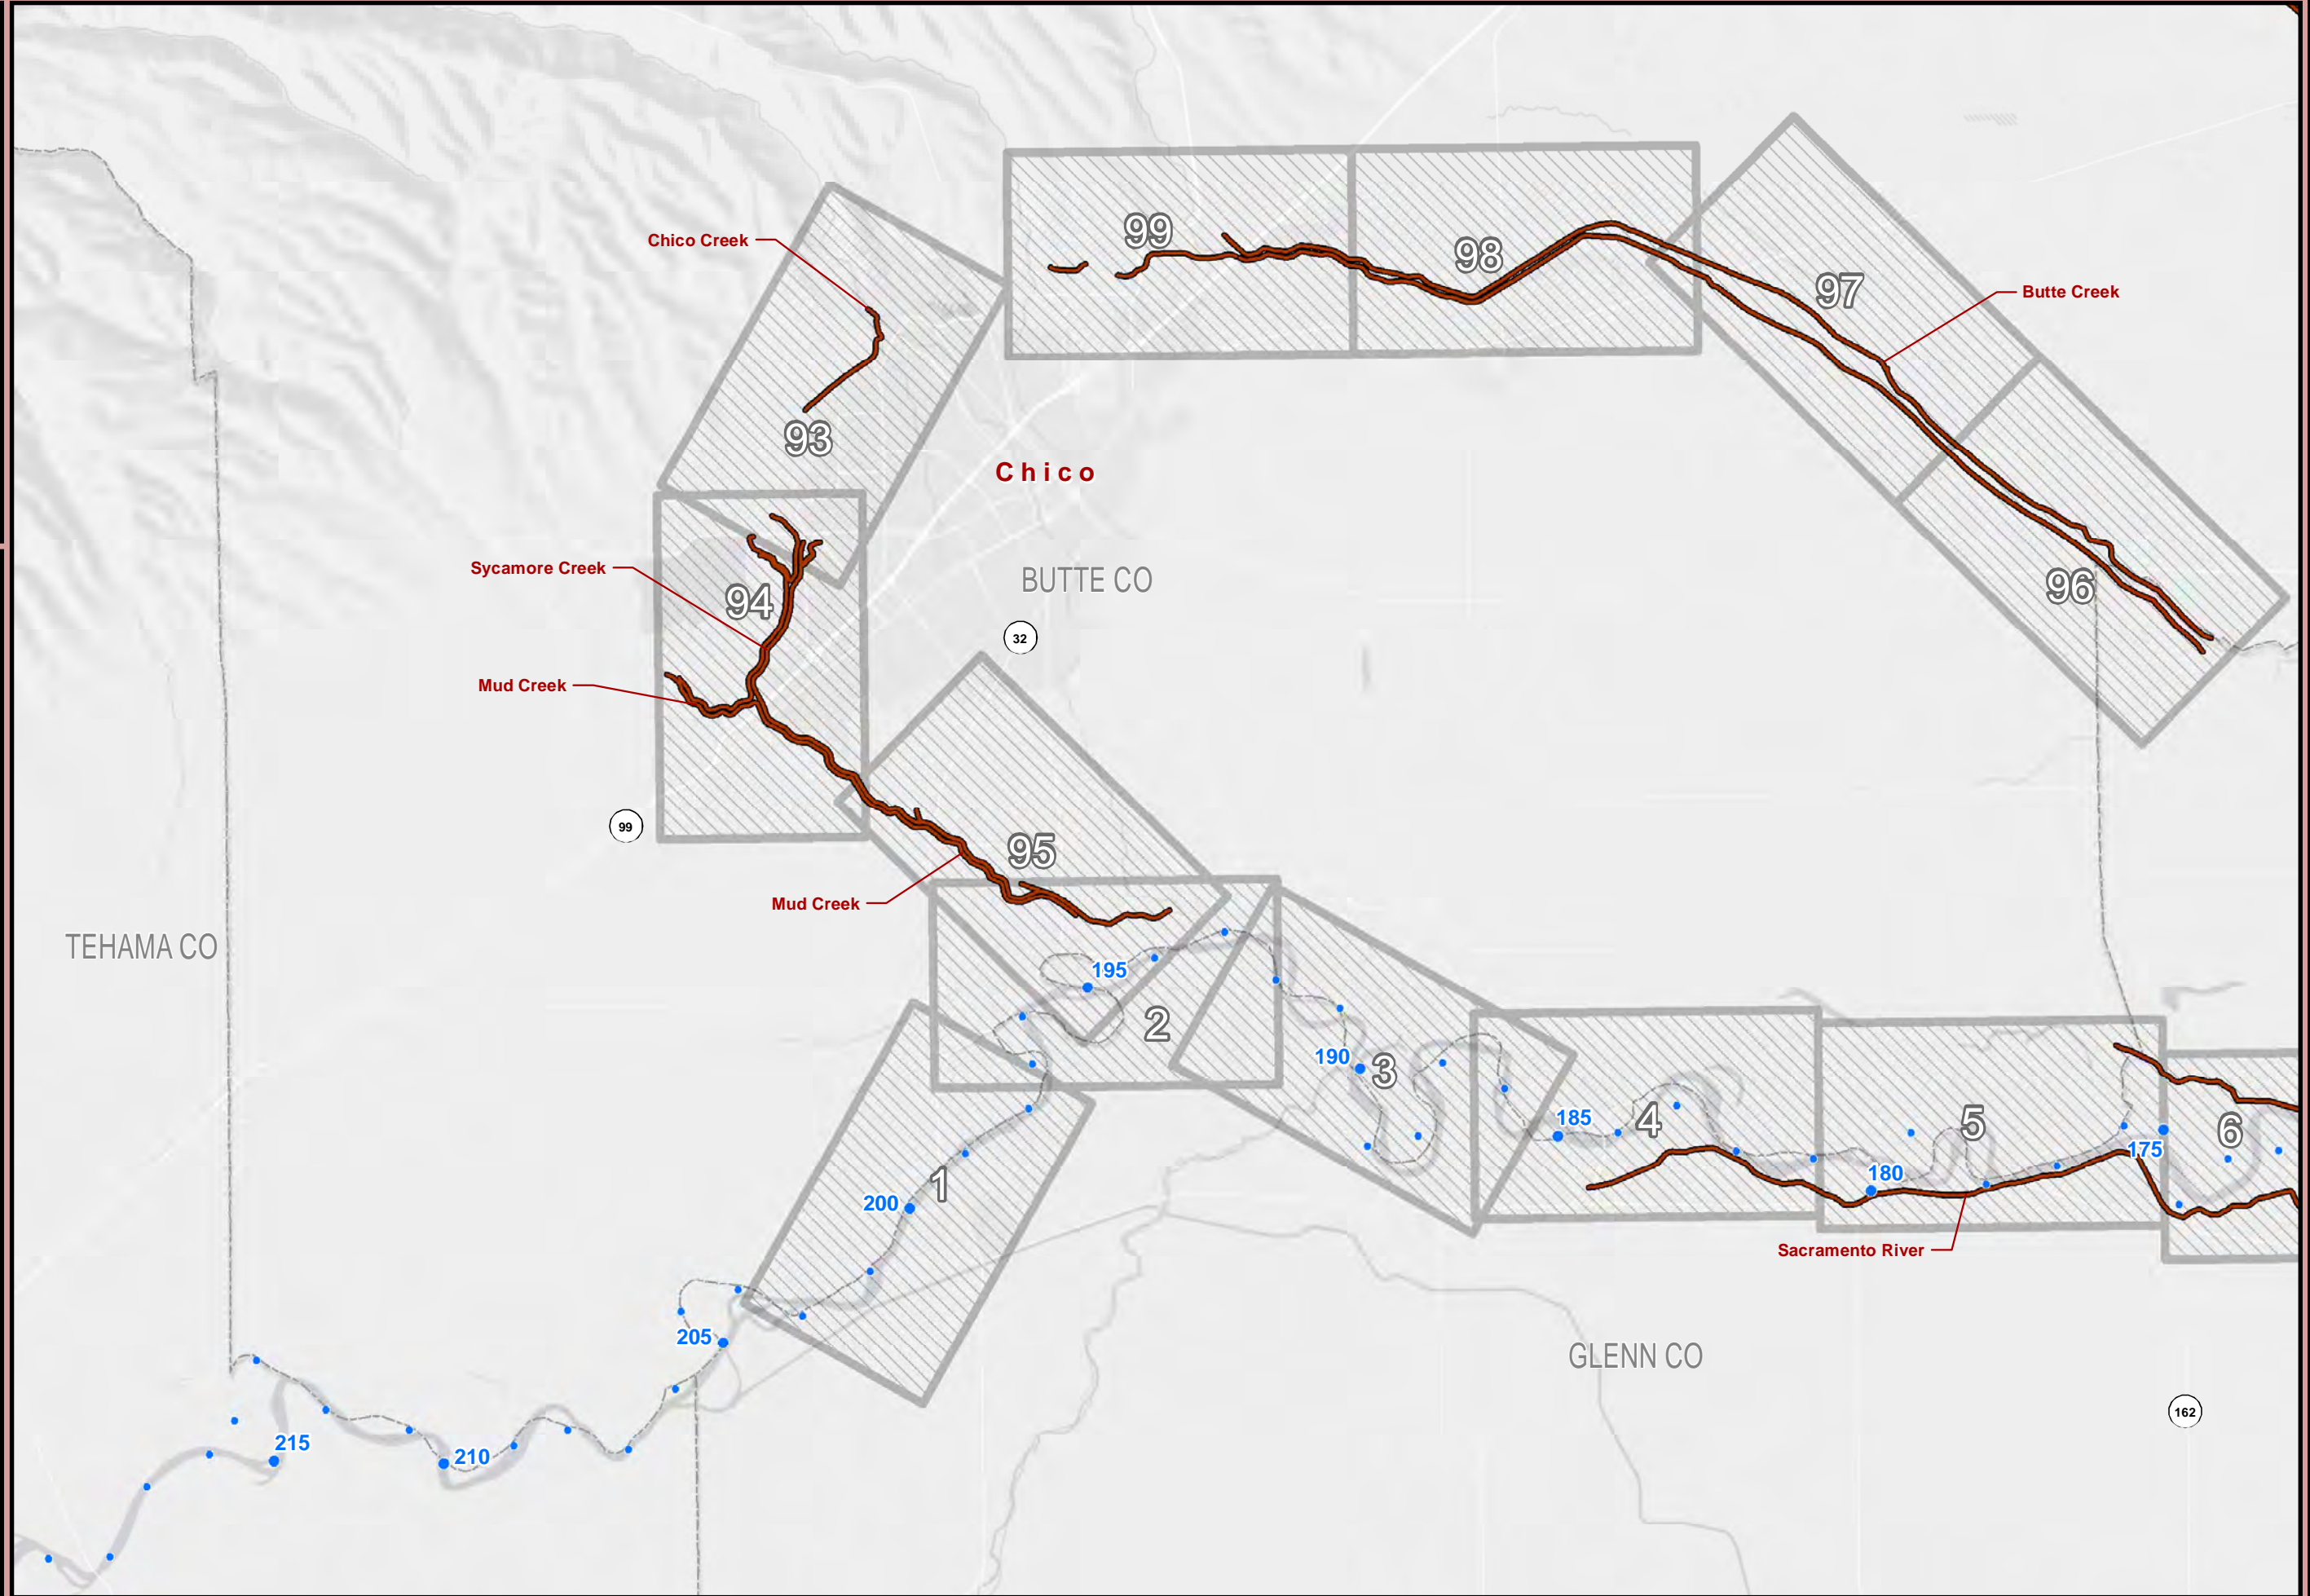 99
Chico Creek
98
97
Butte Creek
93
Chico
Sycamore Creek
BUTTE CO
96
94
32
Mud Creek
99
95
Mud Creek
TEHAMA CO
195
2
190
3
185
4
5
6
175
180
1
200
Sacramento River
205
GLENN CO
162
215
210